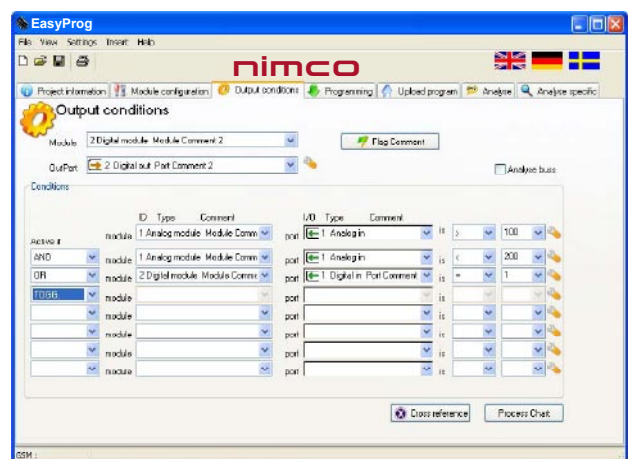 EasyProg
File View Settings Insert Help
nimco
Project information Module configuration Output conditions Programming Upload program Analyse Analyse specific
Output conditions
Module 2 Digital module Module Comment 2 Flag Comment
OutPort 2 Digital out Port Comment 2 Analyse buss
Conditions
ID Type Comment I/O Type Comment
Active if module 1 Analog module Module Comm port 1 Analog in is > 100
AND module 1 Analog module Module Comm port 1 Analog in is < 200
OR module 2 Digital module Module Comme port 1 Digital in Port Comment is = 1
TOGG module port is
module port is
module port is
module port is
module port is
Cross reference Process Chart
GSM :